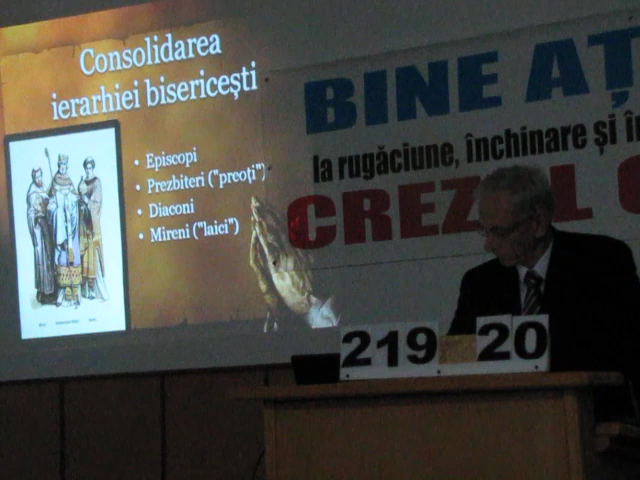 Consolidarea
ierarhiei bisericești
• Episcopi
• Prezbiteri ("preoți")
• Diaconi
• Mireni ("laici")
BINE AȚ
la rugăciune, închinare și în
CREZ L
219 20